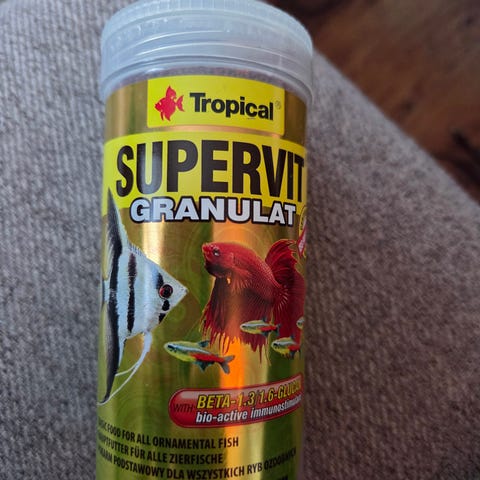 Tropical®
SUPERVIT
GRANULAT
WITH BETA-1.3/1.6-GLUCAN
bio-active immunostimulant
BASIC FOOD FOR ALL ORNAMENTAL FISH
HAUPTFUTTER FÜR ALLE ZIERFISCHE
POKARM PODSTAWOWY DLA WSZYSTKICH RYB OZDOBNYCH